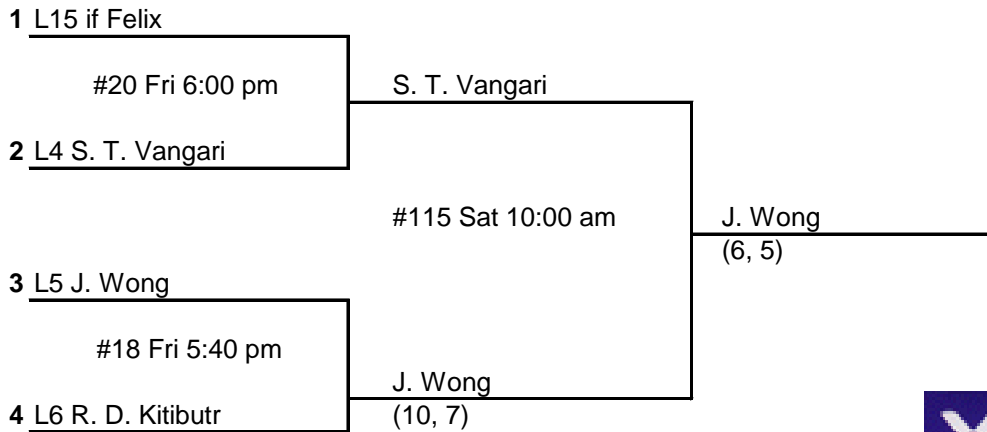 1 L15 if Felix
#20 Fri 6:00 pm
S. T. Vangari
2 L4 S. T. Vangari
#115 Sat 10:00 am
J. Wong
(6, 5)
3 L5 J. Wong
#18 Fri 5:40 pm
J. Wong
(10, 7)
4 L6 R. D. Kitibutr